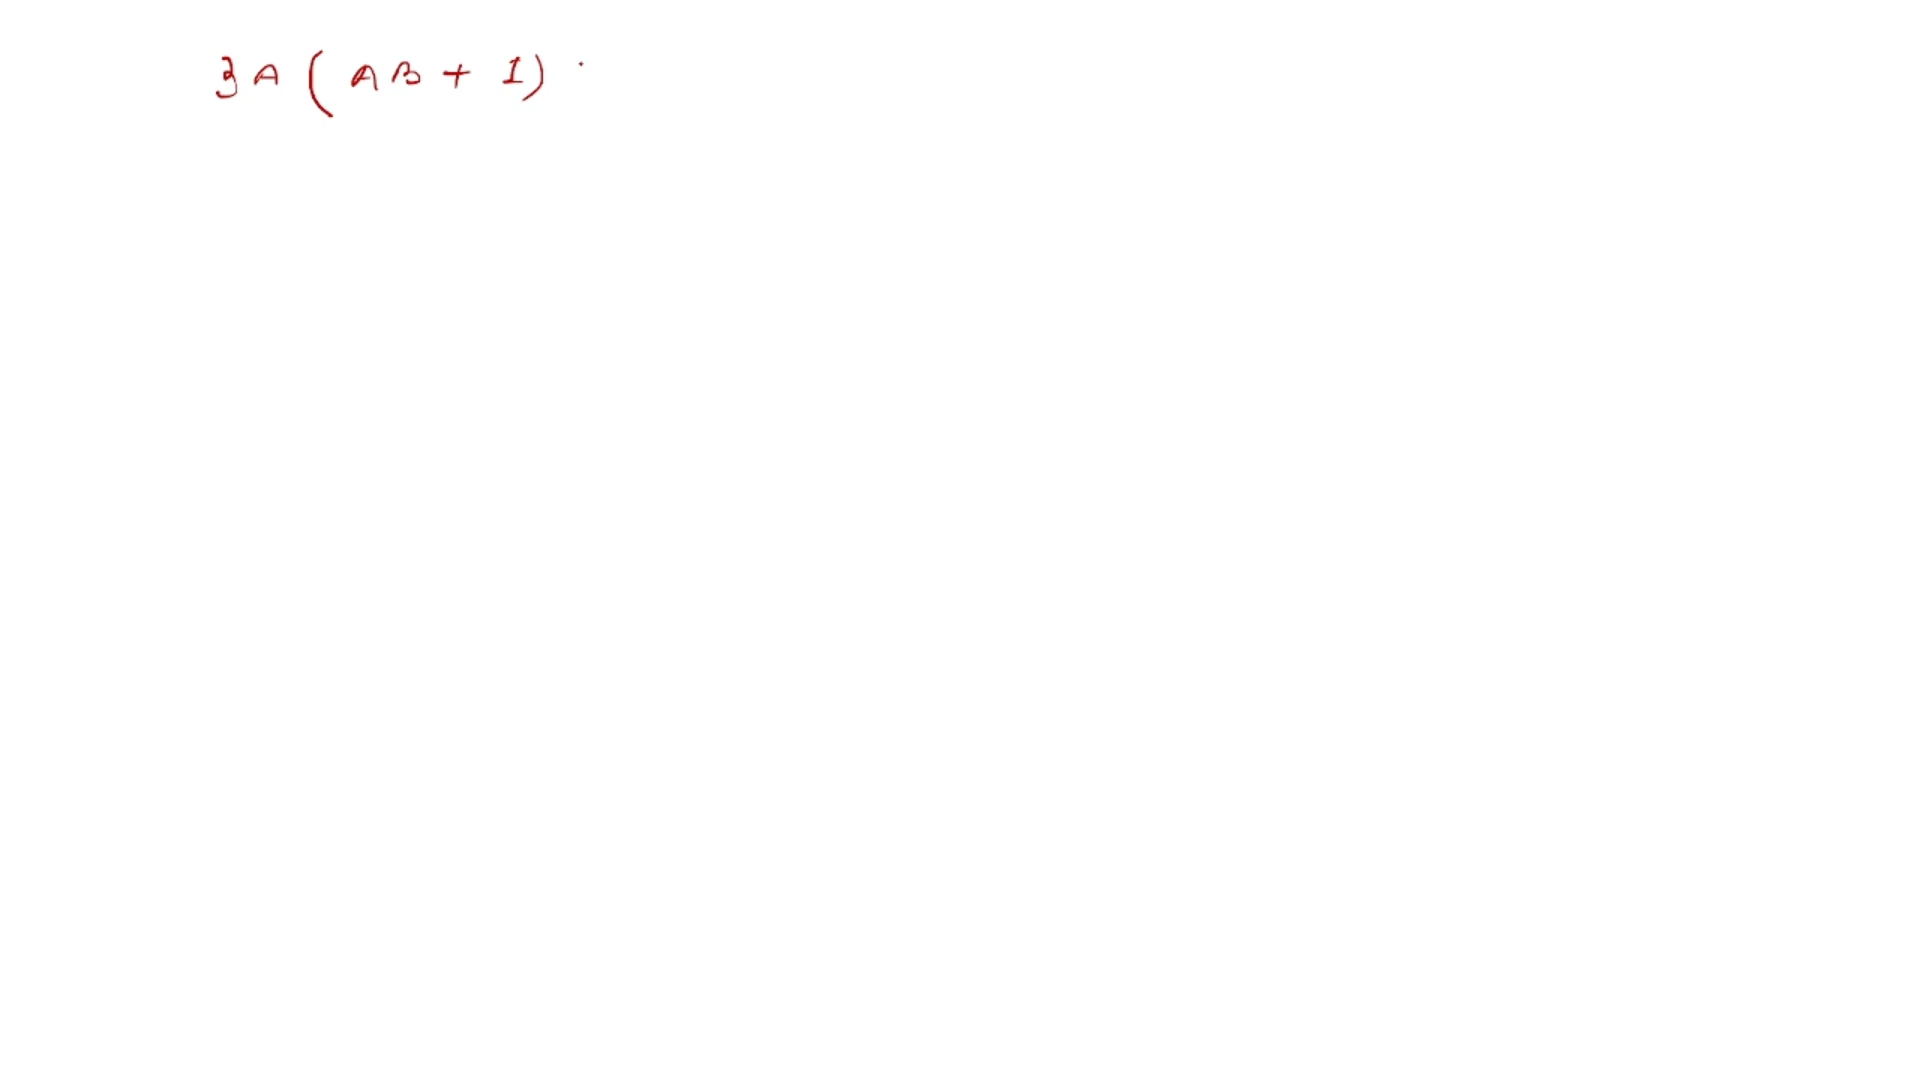 3A ( AB + 1) .